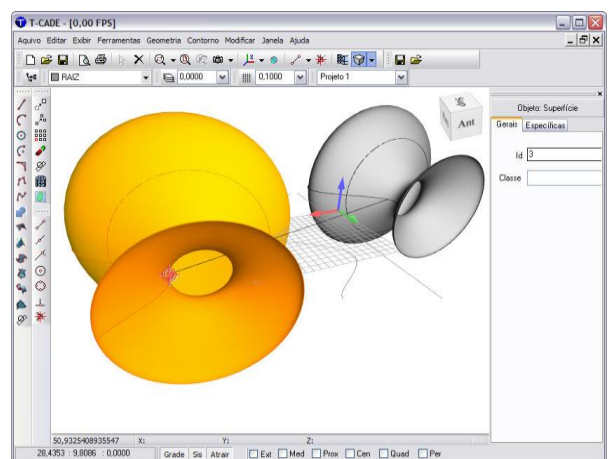 T-CADE - [0,00 FPS]
Aquivo Editar Exibir Ferramentas Geometria Contorno Modificar Janela Ajuda
RAIZ 0,0000 0,1000 Projeto 1
Objeto: Superfície
Gerais Específicas
Ant
Id 3
Classe
50,9325408935547 X: Y: Z:
28,4353 : 9,8086 : 0,0000 Grade Sis Atrair Ext Med Prox Cen Quad Per